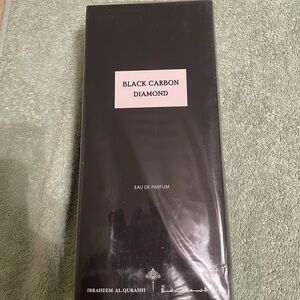 BLACK CARBON
DIAMOND
EAU DE PARFUM
IBRAHEEM AL.QURASHI